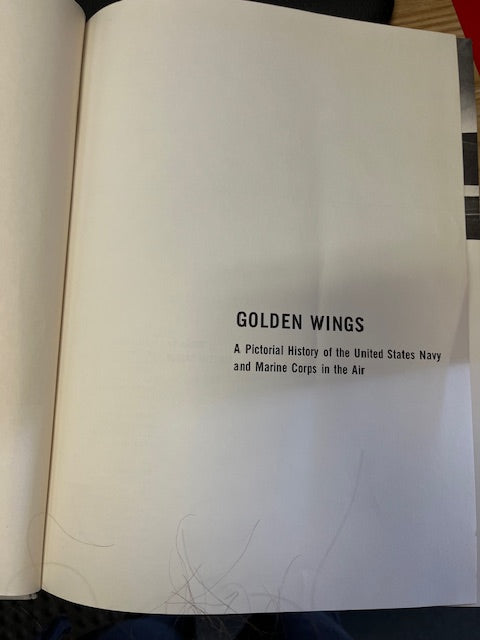 GOLDEN WINGS
A Pictorial History of the United States Navy
and Marine Corps in the Air